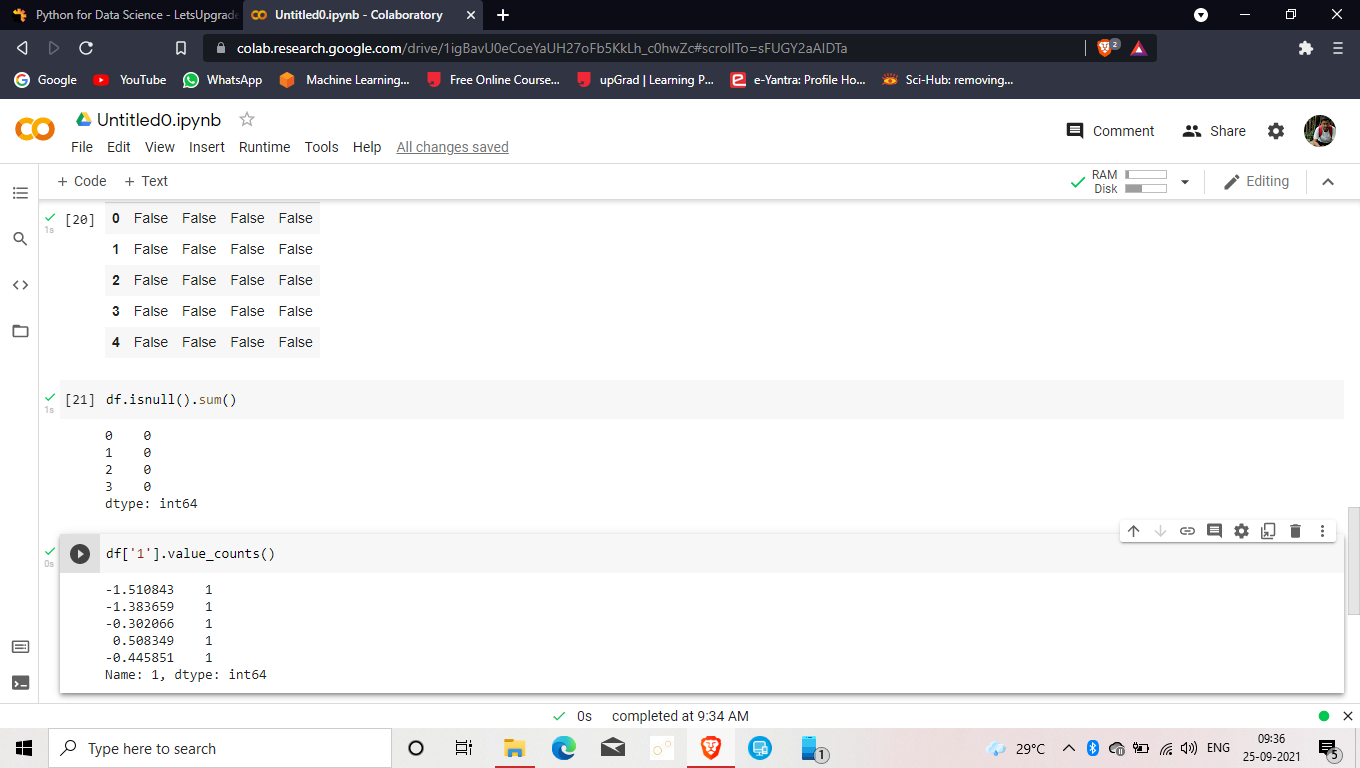 Python for Data Science - LetsUpgrade
Untitled0.ipynb - Colaboratory
colab.research.google.com/drive/1igBavU0eCoeYaUH27oFb5KkLh_c0hwZc#scrollTo=sFUGY2aAIDTa
2
Google YouTube WhatsApp Machine Learning... Free Online Course... upGrad | Learning P... e-Yantra: Profile Ho... Sci-Hub: removing...
Untitled0.ipynb
Comment Share
File Edit View Insert Runtime Tools Help All changes saved
+ Code + Text
RAM
Disk
Editing
[20] 0 False False False False
1s
1 False False False False
2 False False False False
3 False False False False
4 False False False False
[21] df.isnull().sum()
1s
0 0
1 0
2 0
3 0
dtype: int64
df['1'].value_counts()
0s
-1.510843 1
-1.383659 1
-0.302066 1
0.508349 1
-0.445851 1
Name: 1, dtype: int64
0s completed at 9:34 AM
Type here to search
1
29°C
ENG
09:36
25-09-2021
5